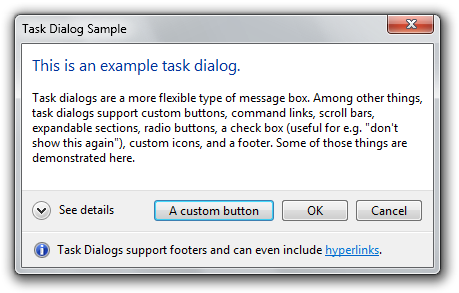 Task Dialog Sample
This is an example task dialog.
Task dialogs are a more flexible type of message box. Among other things,
task dialogs support custom buttons, command links, scroll bars,
expandable sections, radio buttons, a check box (useful for e.g. "don't
show this again"), custom icons, and a footer. Some of those things are
demonstrated here.
See details A custom button OK Cancel
Task Dialogs support footers and can even include hyperlinks.